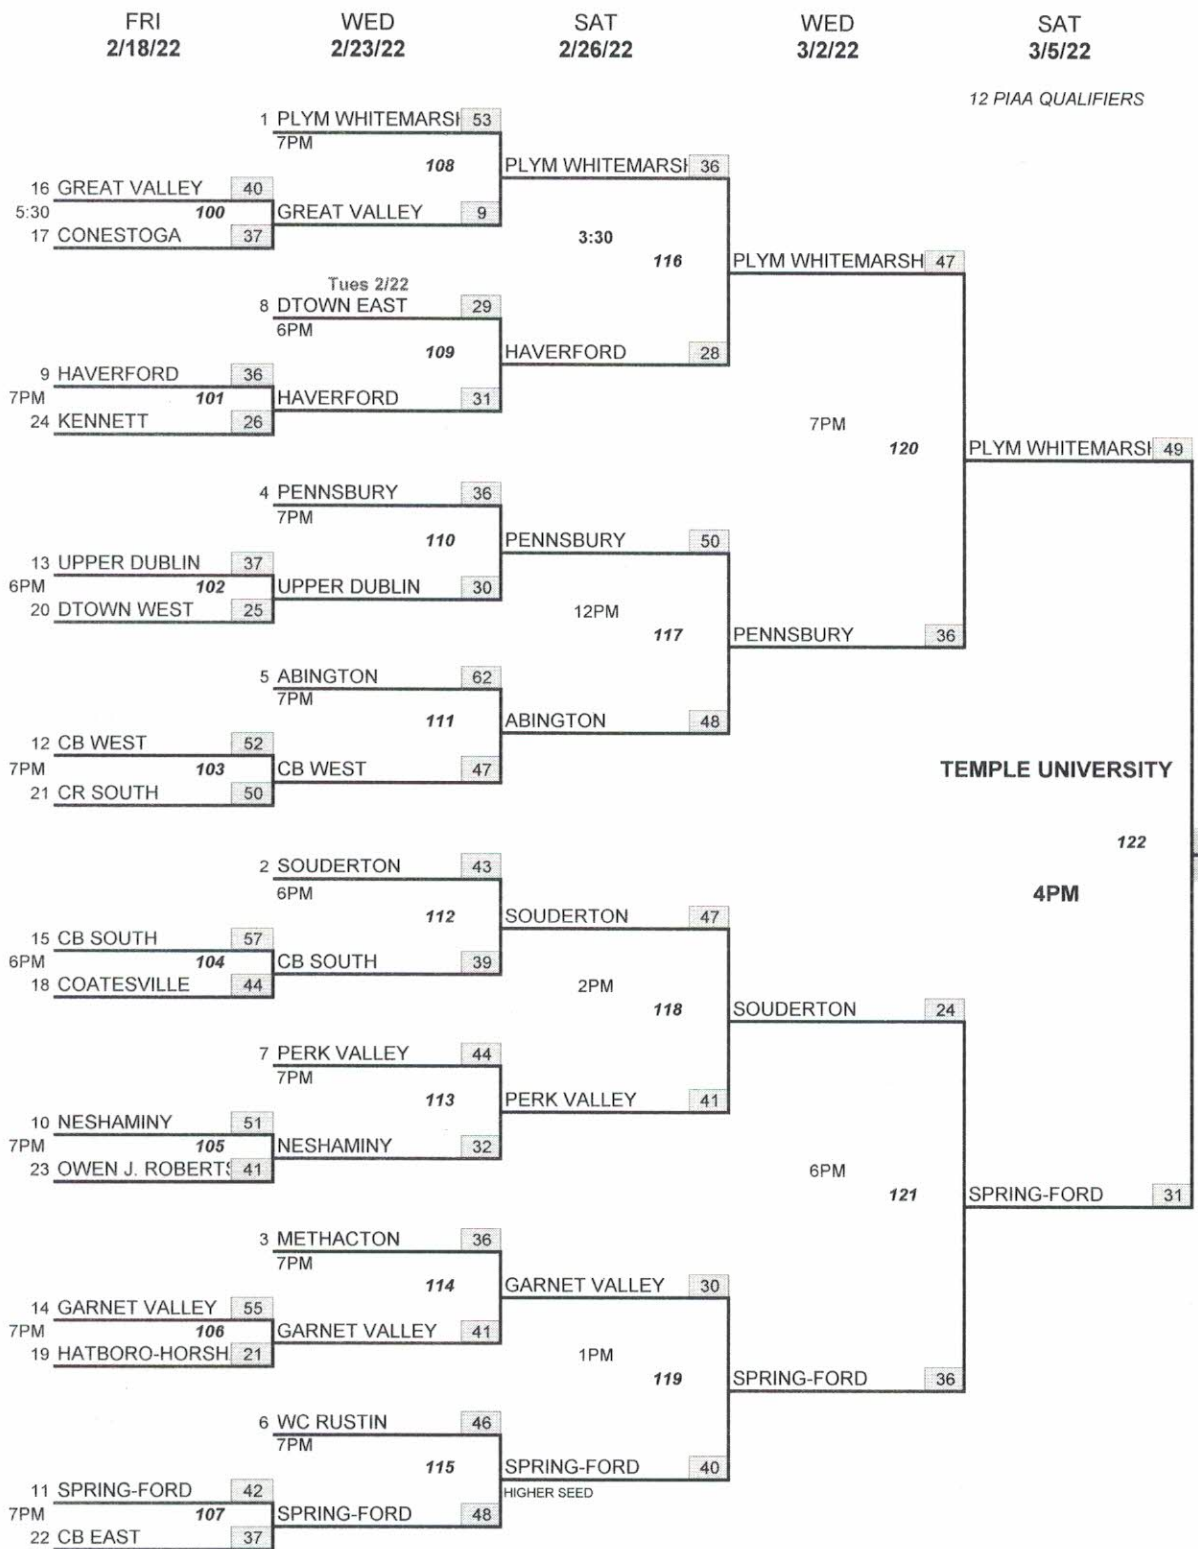 FRI WED SAT WED SAT
2/18/22 2/23/22 2/26/22 3/2/22 3/5/22
12 PIAA QUALIFIERS
1 PLYM WHITEMARSH 53
7PM
108
PLYM WHITEMARSH 36
16 GREAT VALLEY 40
5:30 100
GREAT VALLEY 9
17 CONESTOGA 37
3:30
116
PLYM WHITEMARSH 47
Tues 2/22
8 DTOWN EAST 29
6PM
109
HAVERFORD 28
9 HAVERFORD 36
7PM 101
HAVERFORD 31
24 KENNETT 26
7PM
120
PLYM WHITEMARSH 49
4 PENNSBURY 36
7PM
110
PENNSBURY 50
13 UPPER DUBLIN 37
6PM 102
UPPER DUBLIN 30
20 DTOWN WEST 25
12PM
117
PENNSBURY 36
5 ABINGTON 62
7PM
111
ABINGTON 48
12 CB WEST 52
7PM 103
CB WEST 47
21 CR SOUTH 50
TEMPLE UNIVERSITY
122
4PM
2 SOUDERTON 43
6PM
112
SOUDERTON 47
15 CB SOUTH 57
6PM 104
CB SOUTH 39
18 COATESVILLE 44
2PM
118
SOUDERTON 24
7 PERK VALLEY 44
7PM
113
PERK VALLEY 41
10 NESHAMINY 51
7PM 105
NESHAMINY 32
23 OWEN J. ROBERTS 41
6PM
121
SPRING-FORD 31
3 METHACTON 36
7PM
114
GARNET VALLEY 30
14 GARNET VALLEY 55
7PM 106
GARNET VALLEY 41
19 HATBORO-HORSH 21
1PM
119
SPRING-FORD 36
6 WC RUSTIN 46
7PM
115
SPRING-FORD 40
HIGHER SEED
11 SPRING-FORD 42
7PM 107
SPRING-FORD 48
22 CB EAST 37